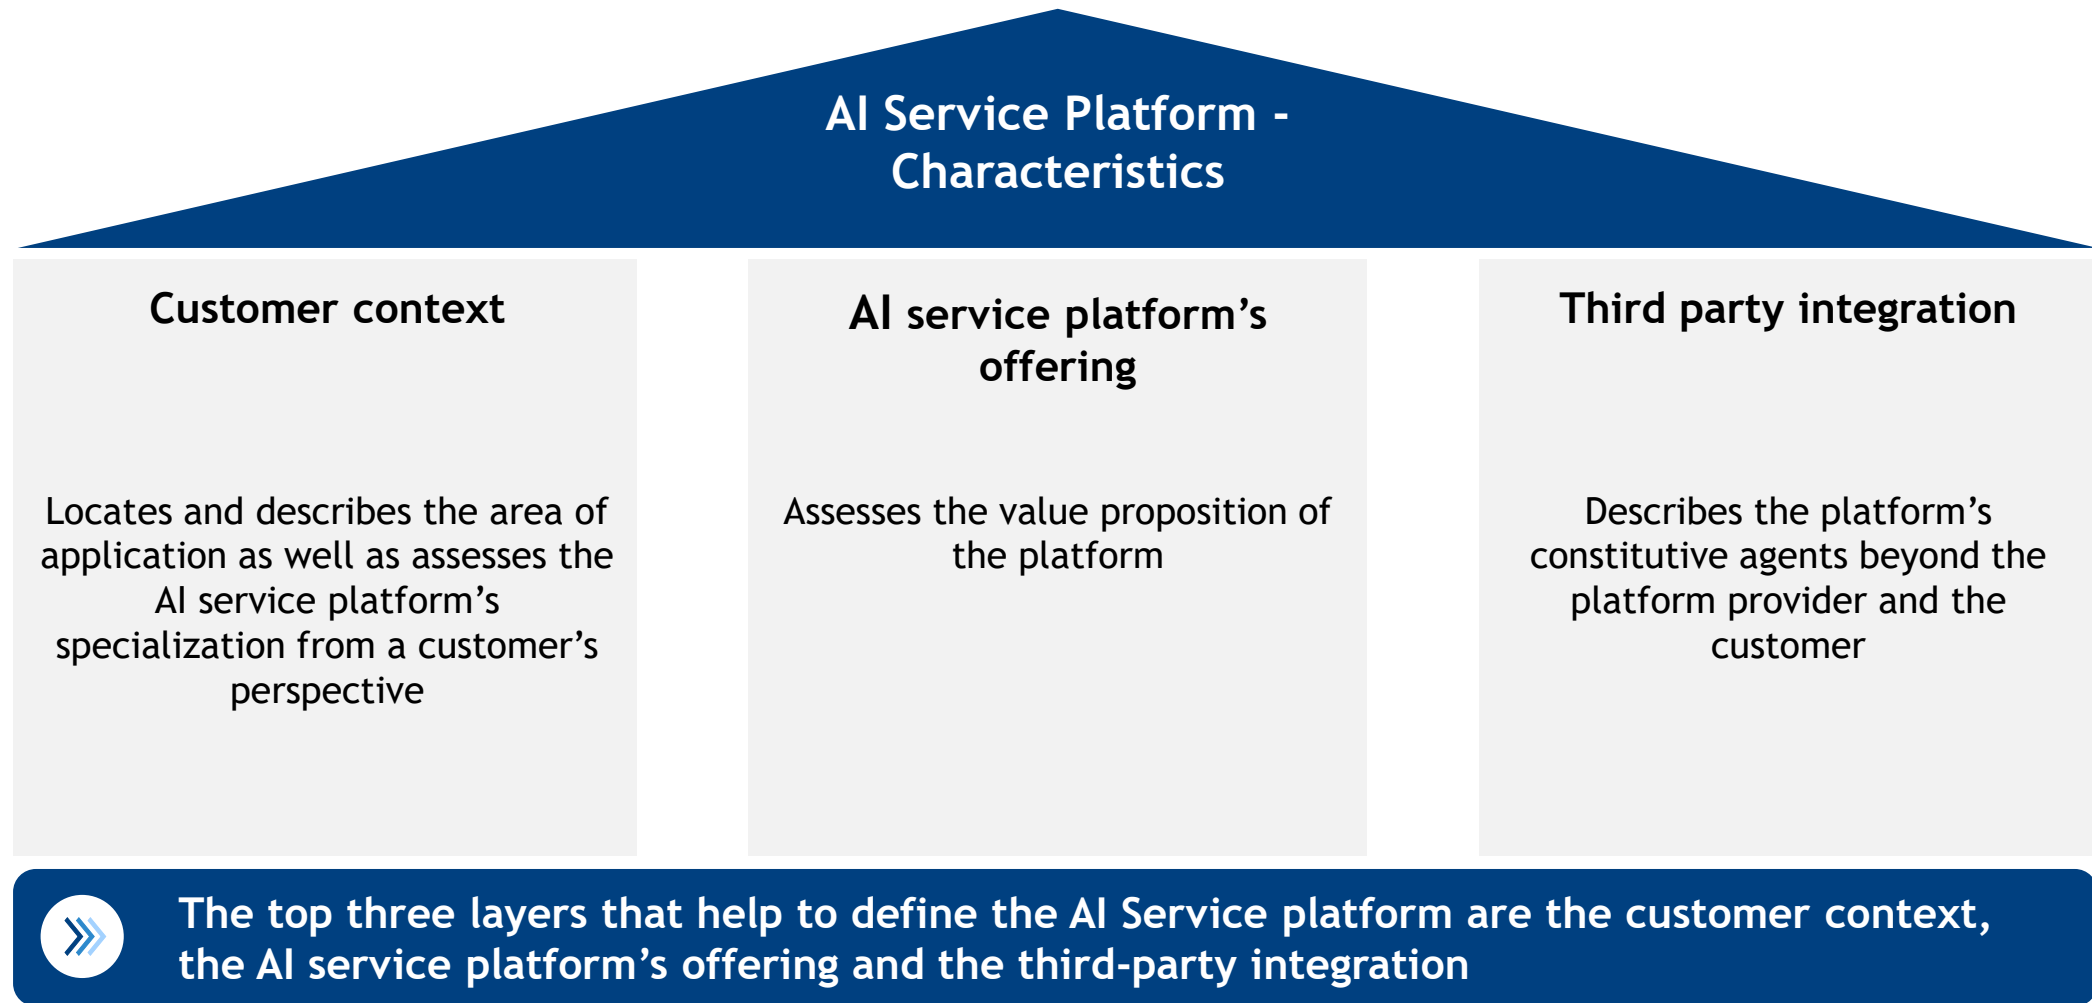 AI Service Platform -
Characteristics
Customer context
Locates and describes the area of
application as well as assesses the
AI service platform’s
specialization from a customer’s
perspective
AI service platform’s
offering
Assesses the value proposition of
the platform
Third party integration
Describes the platform’s
constitutive agents beyond the
platform provider and the
customer
The top three layers that help to define the AI Service platform are the customer context,
the AI service platform’s offering and the third-party integration